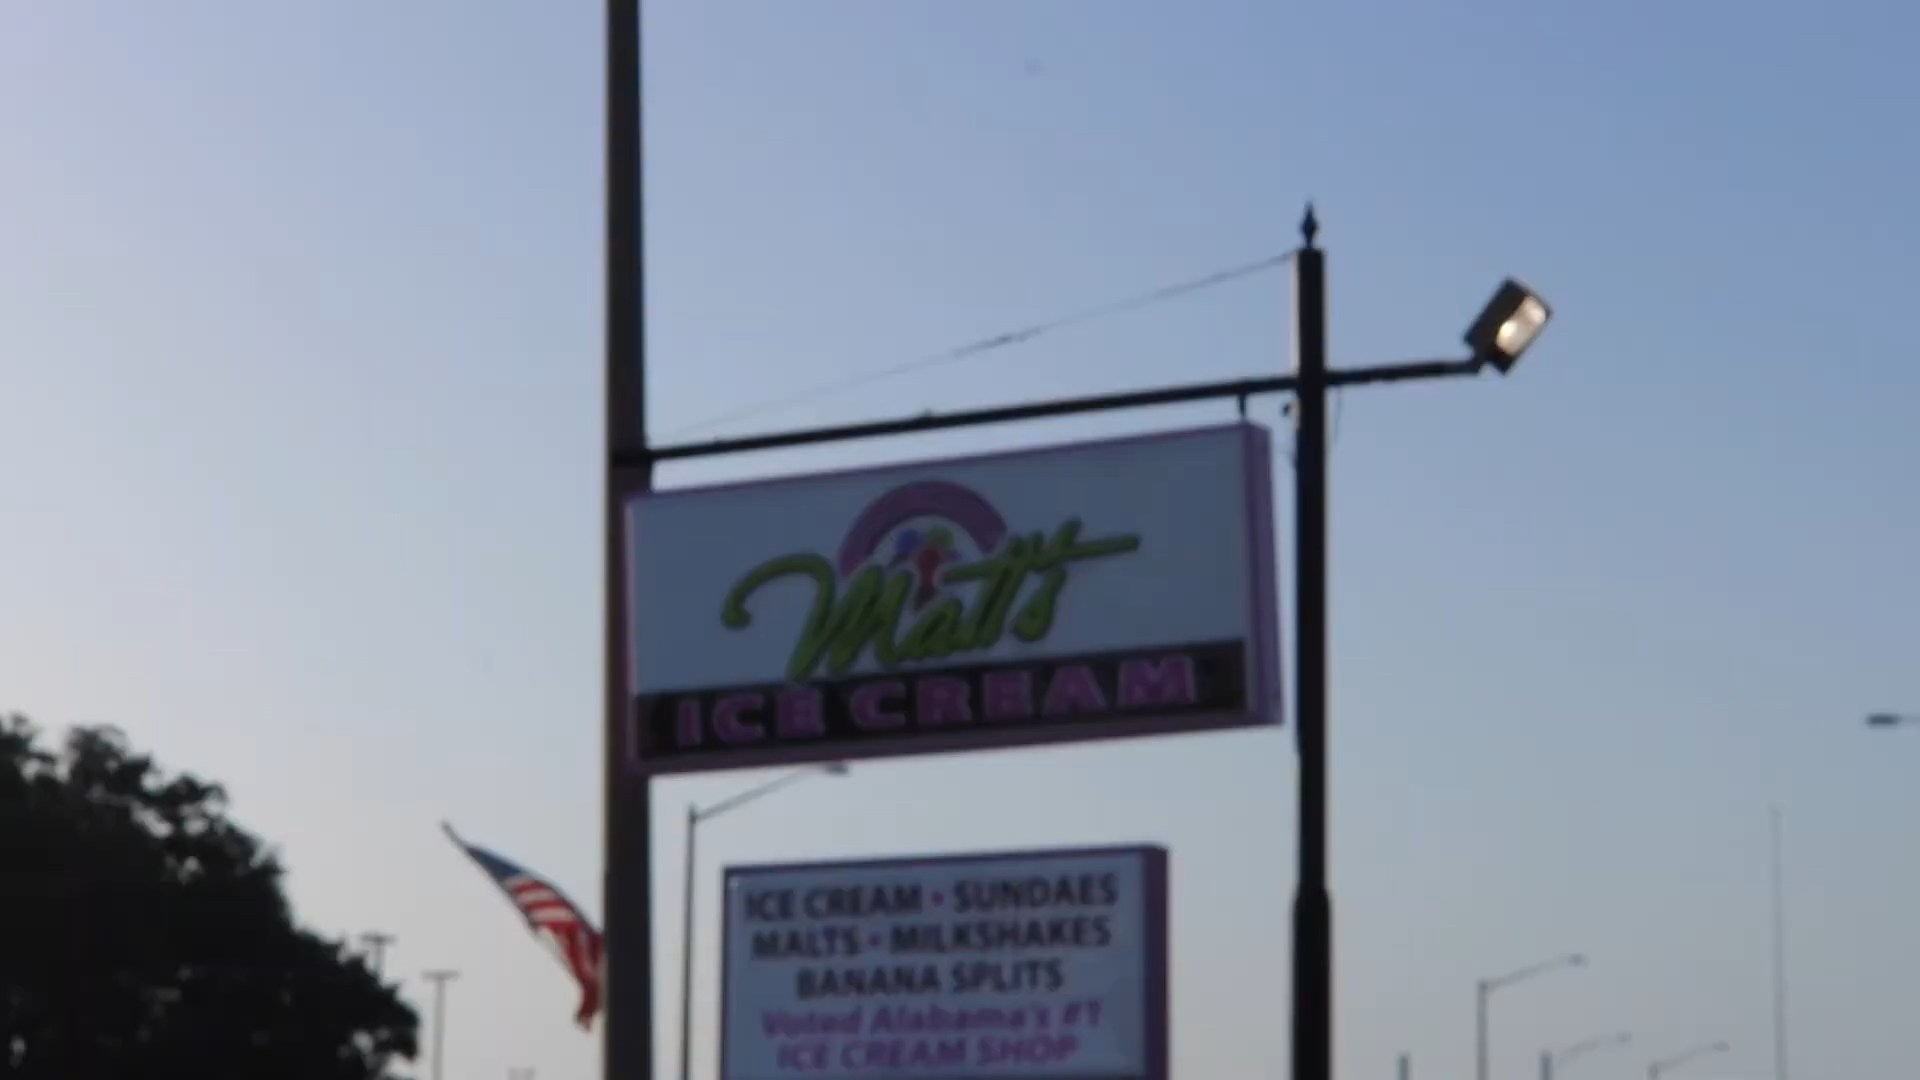 Matt's
ICE CREAM
ICE CREAM • SUNDAES
MALTS • MILKSHAKES
BANANA SPLITS
Voted Alabama's #1
ICE CREAM SHOP